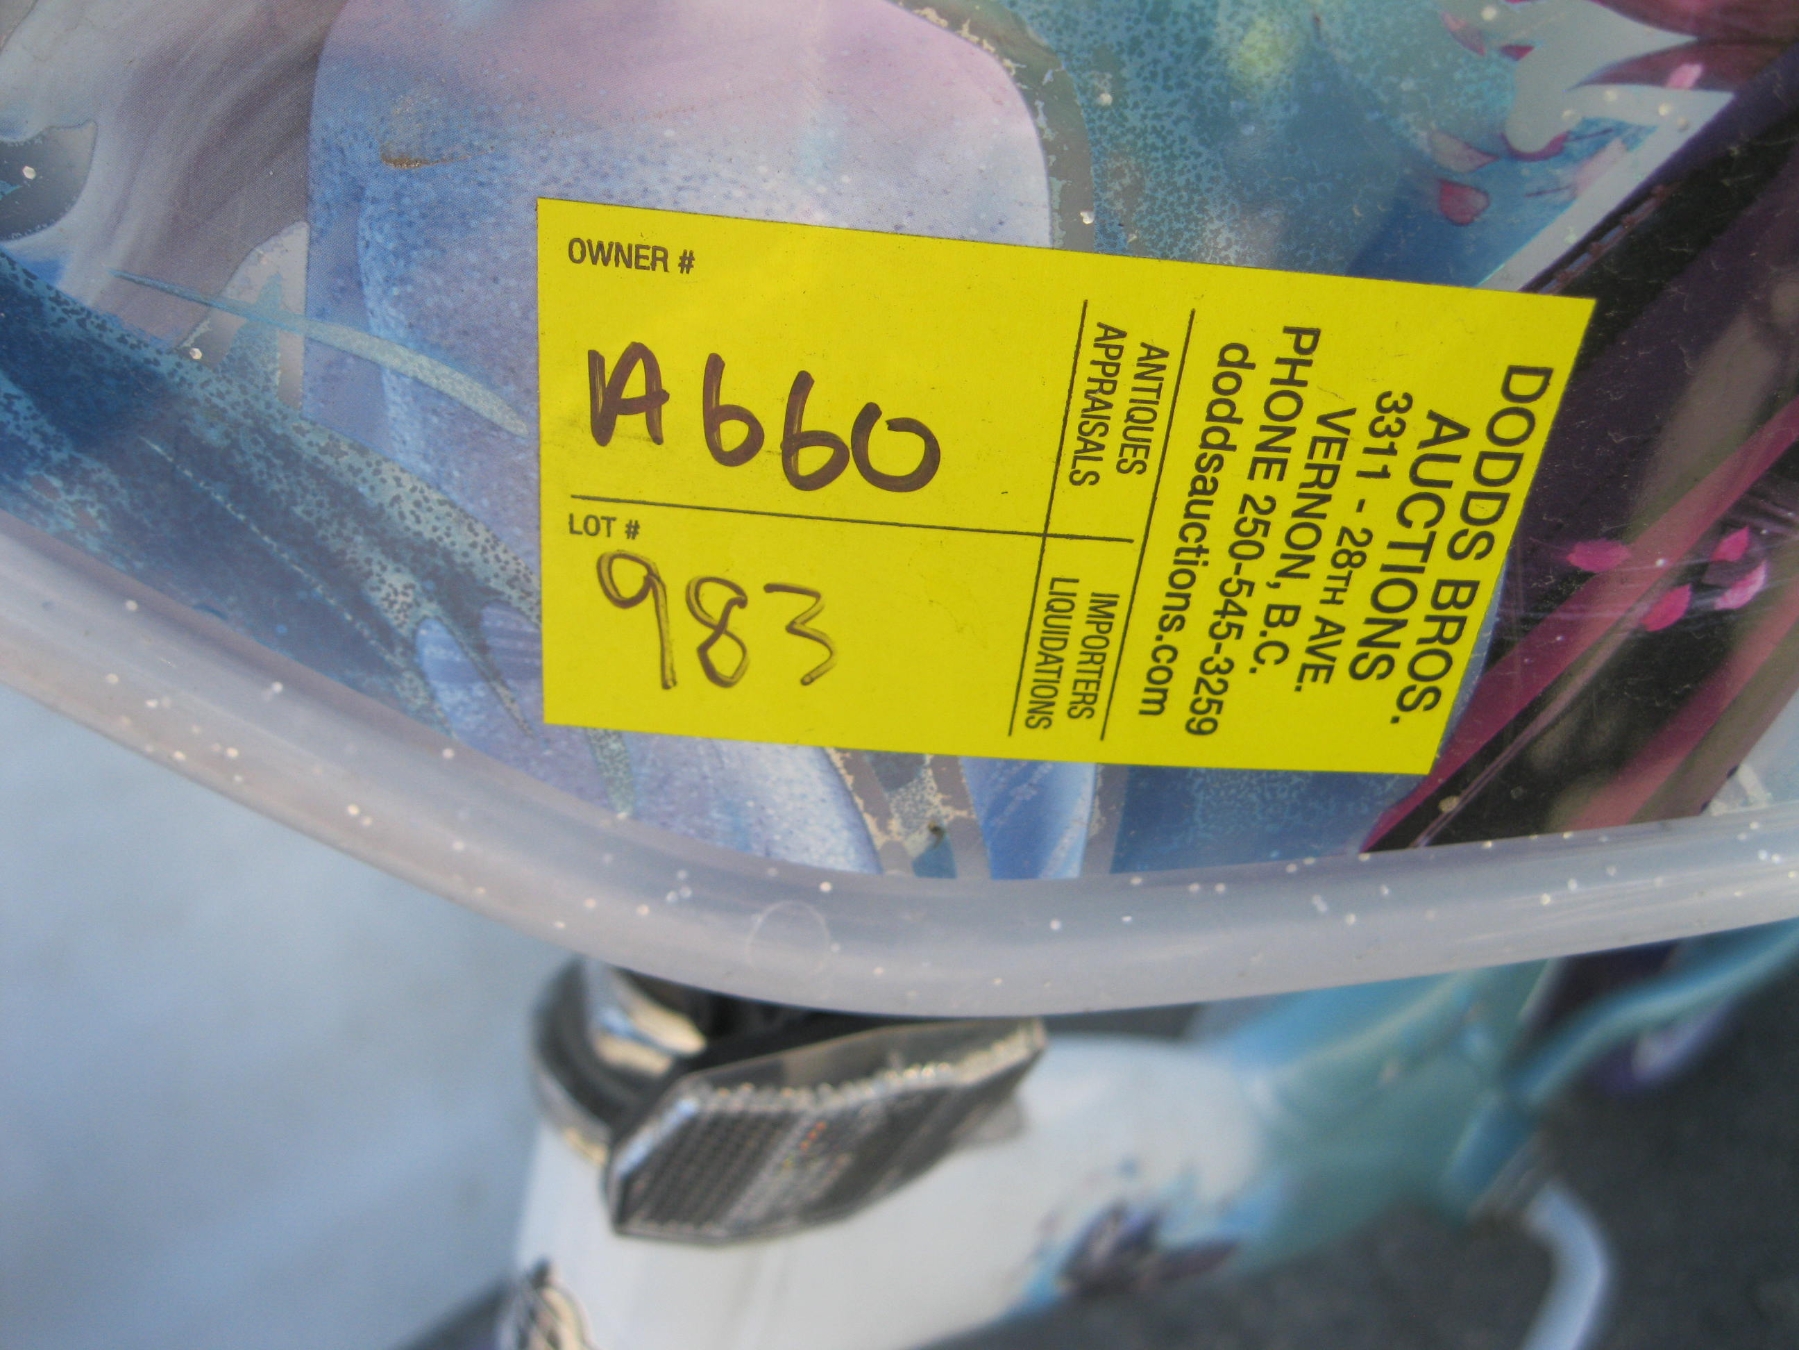 OWNER #
A660
LOT #
983
ANTIQUES
APPRAISALS
IMPORTERS
LIQUIDATIONS
DODDS BROS.
AUCTIONS
3311 - 28TH AVE.
VERNON, B.C.
PHONE 250-545-3259
doddsauctions.com